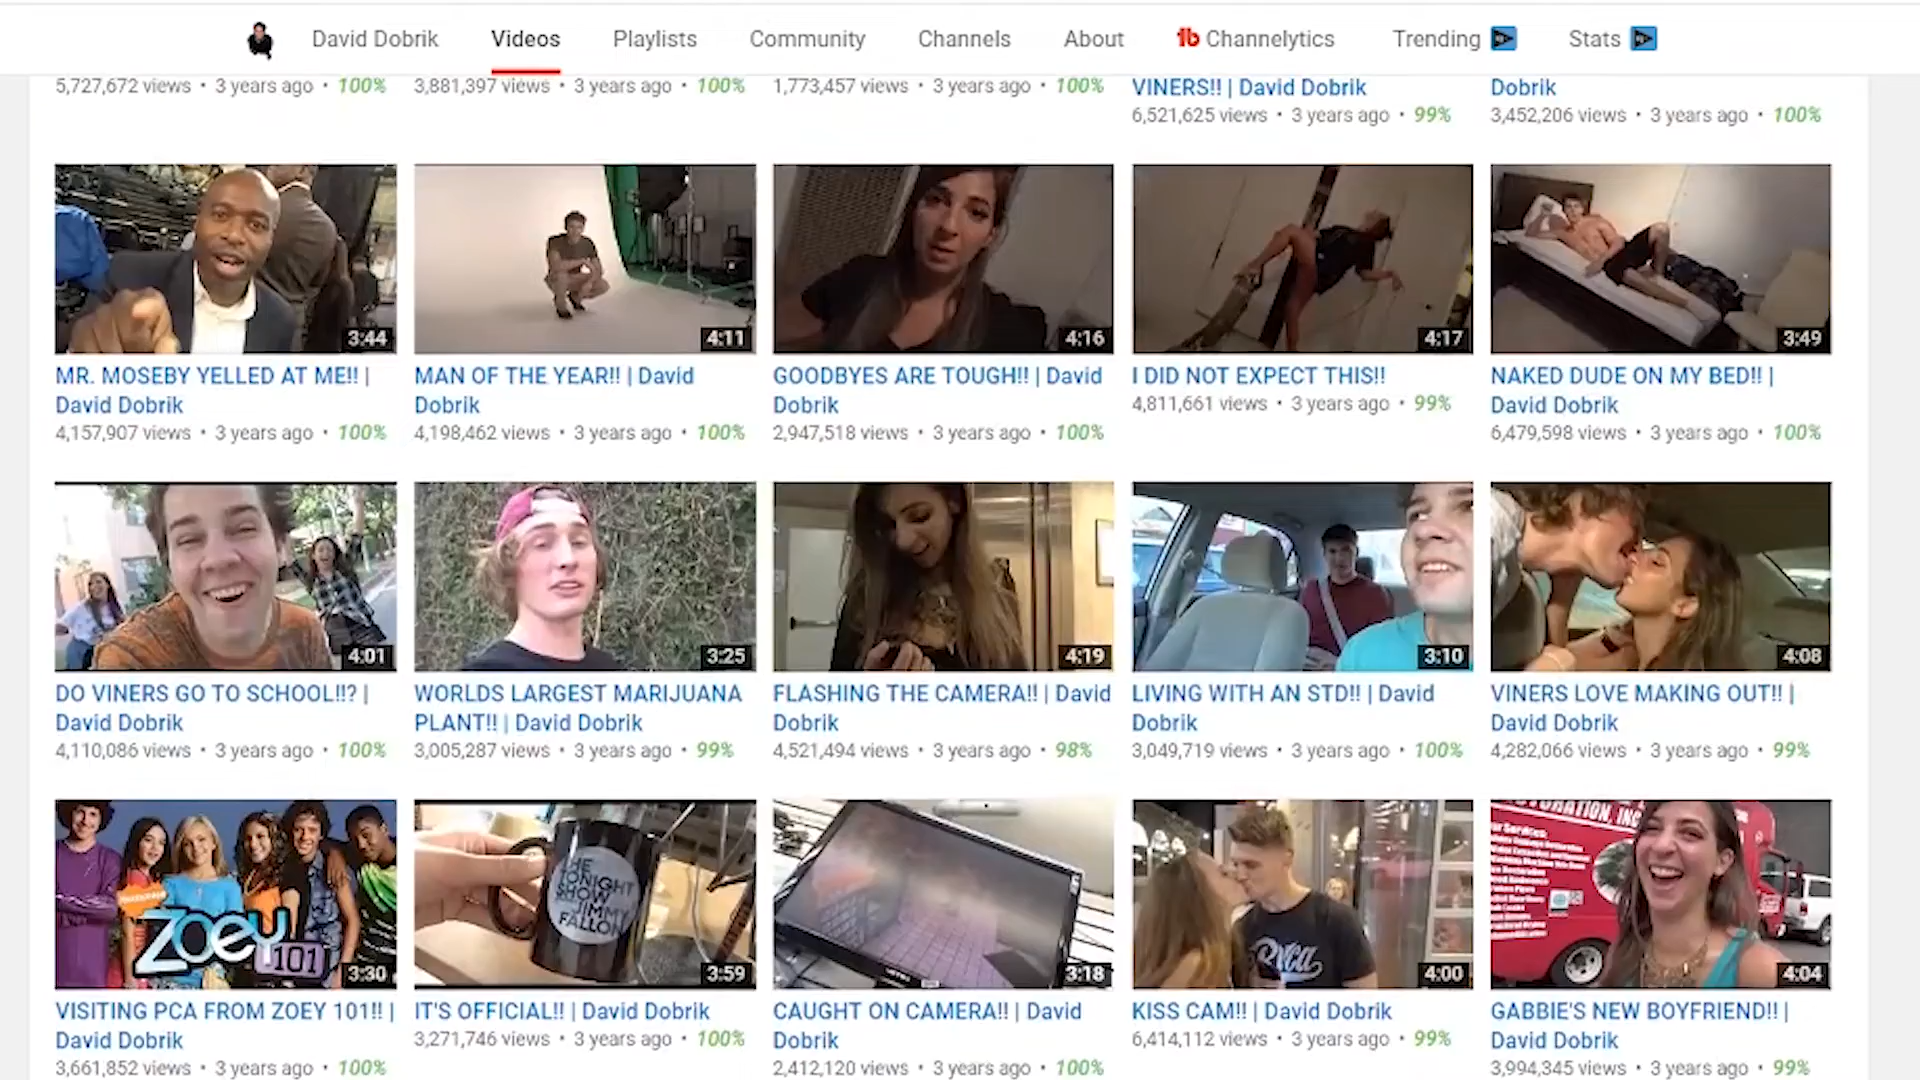 David Dobrik Videos Playlists Community Channels About Channelytics Trending Stats
5,727,672 views • 3 years ago • 100%
3,881,397 views • 3 years ago • 100%
1,773,457 views • 3 years ago • 100%
VINERS!! | David Dobrik
6,521,625 views • 3 years ago • 99%
Dobrik
3,452,206 views • 3 years ago • 100%
3:44
MR. MOSEBY YELLED AT ME!! |
David Dobrik
4,157,907 views • 3 years ago • 100%
4:11
MAN OF THE YEAR!! | David
Dobrik
4,198,462 views • 3 years ago • 100%
4:16
GOODBYES ARE TOUGH!! | David
Dobrik
2,947,518 views • 3 years ago • 100%
4:17
I DID NOT EXPECT THIS!!
4,811,661 views • 3 years ago • 99%
3:49
NAKED DUDE ON MY BED!! |
David Dobrik
6,479,598 views • 3 years ago • 100%
4:01
DO VINERS GO TO SCHOOL!!? |
David Dobrik
4,110,086 views • 3 years ago • 100%
3:25
WORLDS LARGEST MARIJUANA
PLANT!! | David Dobrik
3,005,287 views • 3 years ago • 99%
4:19
FLASHING THE CAMERA!! | David
Dobrik
4,521,494 views • 3 years ago • 98%
3:10
LIVING WITH AN STD!! | David
Dobrik
3,049,719 views • 3 years ago • 100%
4:08
VINERS LOVE MAKING OUT!! |
David Dobrik
4,282,066 views • 3 years ago • 99%
Zoey
101
3:30
VISITING PCA FROM ZOEY 101!! |
David Dobrik
3,661,852 views • 3 years ago • 100%
THE
TONIGHT
SHOW
JIMMY
FALLON
3:59
IT'S OFFICIAL!! | David Dobrik
3,271,746 views • 3 years ago • 100%
3:18
CAUGHT ON CAMERA!! | David
Dobrik
2,412,120 views • 3 years ago • 100%
RVCA
4:00
KISS CAM!! | David Dobrik
6,414,112 views • 3 years ago • 99%
4:04
GABBIE'S NEW BOYFRIEND!! |
David Dobrik
3,994,345 views • 3 years ago • 99%